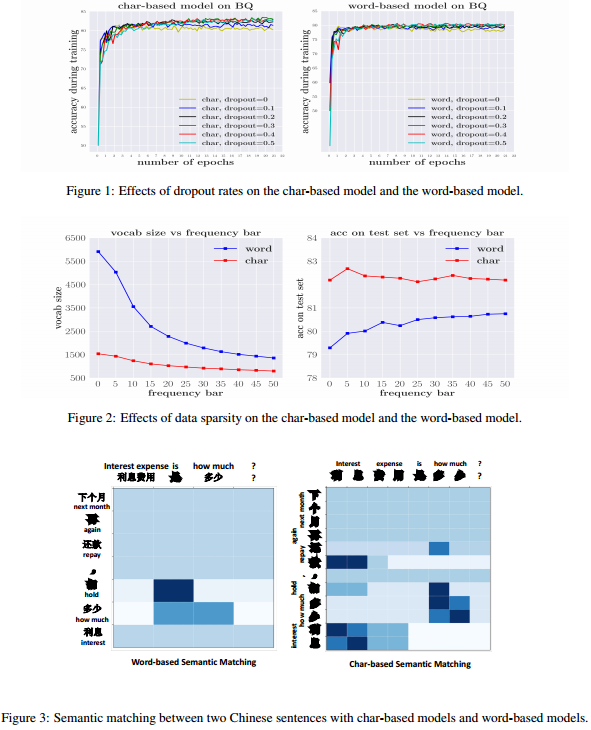 char-based model on BQ
word-based model on BQ
accuracy during training
accuracy during training
char, dropout=0
char, dropout=0.1
char, dropout=0.2
char, dropout=0.3
char, dropout=0.4
char, dropout=0.5
word, dropout=0
word, dropout=0.1
word, dropout=0.2
word, dropout=0.3
word, dropout=0.4
word, dropout=0.5
number of epochs
number of epochs
Figure 1: Effects of dropout rates on the char-based model and the word-based model.
vocab size vs frequency bar
6500
5500
4500
3500
2500
1500
500
vocab size
word
char
0 5 10 15 20 25 30 35 40 45 50
frequency bar
acc on test set vs frequency bar
84
83
81
80
79
78
acc on test set
word
char
0 5 10 15 20 25 30 35 40 45 50
frequency bar
Figure 2: Effects of data sparsity on the char-based model and the word-based model.
Interest expense is how much ?
利息费用 是 多少 ?
下个月
next month
again
还款
repay
,
hold
多少
how much
利息
interest
Word-based Semantic Matching
Interest expense is how much ?
?
下
个
月
next month
again
repay
,
hold
how much
interest
Char-based Semantic Matching
Figure 3: Semantic matching between two Chinese sentences with char-based models and word-based models.